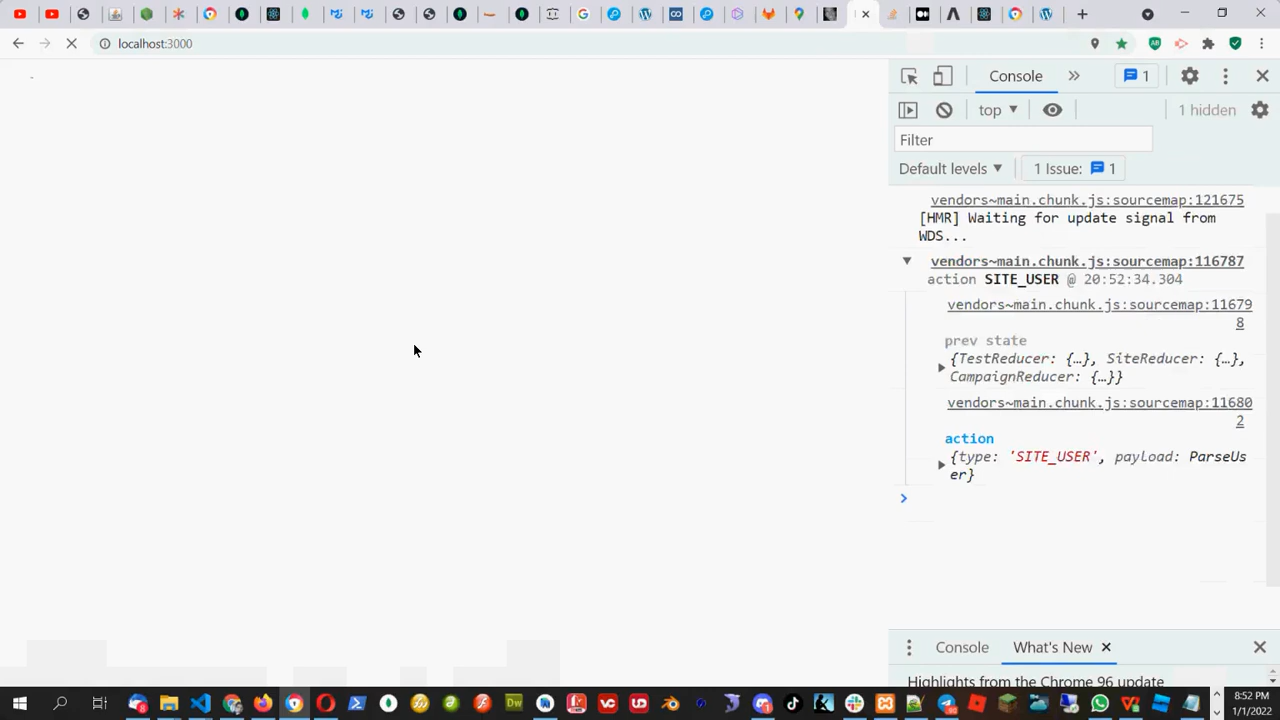 localhost:3000
Console
1
top
1 hidden
Filter
Default levels
1 Issue:
1
vendors~main.chunk.js:sourcemap:121675
[HMR] Waiting for update signal from
WDS...
vendors~main.chunk.js:sourcemap:116787
action SITE_USER @ 20:52:34.304
vendors~main.chunk.js:sourcemap:11679
8
prev state
{TestReducer: {…}, SiteReducer: {…},
CampaignReducer: {…}}
vendors~main.chunk.js:sourcemap:11680
2
action
{type: 'SITE_USER', payload: ParseUs
er}
Console
What's New
Highlights from the Chrome 96 update
8:52 PM
1/1/2022